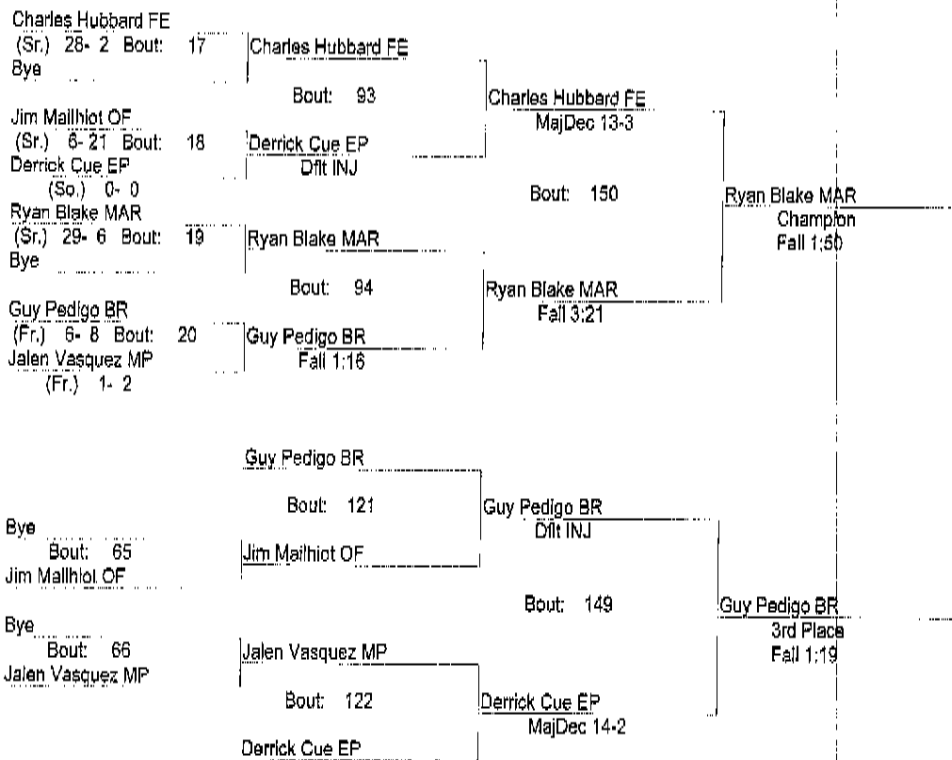 Charles Hubbard FE
(Sr.) 28- 2 Bout: 17
Bye
Charles Hubbard FE
Bout: 93
Jim Mailhiot OF
(Sr.) 6- 21 Bout: 18
Derrick Cue EP
(So.) 0- 0
Derrick Cue EP
Dflt INJ
Charles Hubbard FE
MajDec 13-3
Bout: 150
Ryan Blake MAR
(Sr.) 29- 6 Bout: 19
Bye
Ryan Blake MAR
Bout: 94
Guy Pedigo BR
(Fr.) 6- 8 Bout: 20
Jalen Vasquez MP
(Fr.) 1- 2
Guy Pedigo BR
Fall 1:16
Ryan Blake MAR
Fall 3:21
Ryan Blake MAR
Champion
Fall 1:50
Guy Pedigo BR
Bout: 121
Bye
Bout: 65
Jim Mailhiot OF
Jim Mailhiot OF
Guy Pedigo BR
Dflt INJ
Bout: 149
Bye
Bout: 66
Jalen Vasquez MP
Jalen Vasquez MP
Bout: 122
Derrick Cue EP
Derrick Cue EP
MajDec 14-2
Guy Pedigo BR
3rd Place
Fall 1:19